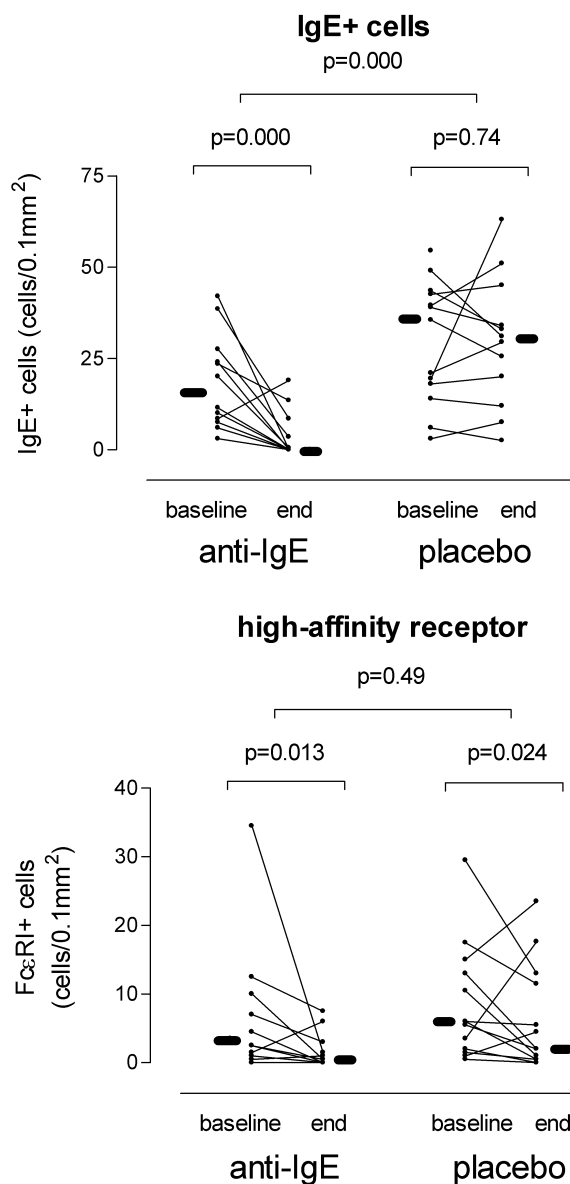 IgE+ cells
p=0.000
p=0.000
p=0.74
IgE+ cells (cells/0.1mm²)
75
50
25
0
baseline end baseline end
anti-IgE placebo
high-affinity receptor
p=0.49
p=0.013
p=0.024
FcεRI+ cells
(cells/0.1mm²)
40
30
20
10
0
baseline end baseline end
anti-IgE placebo